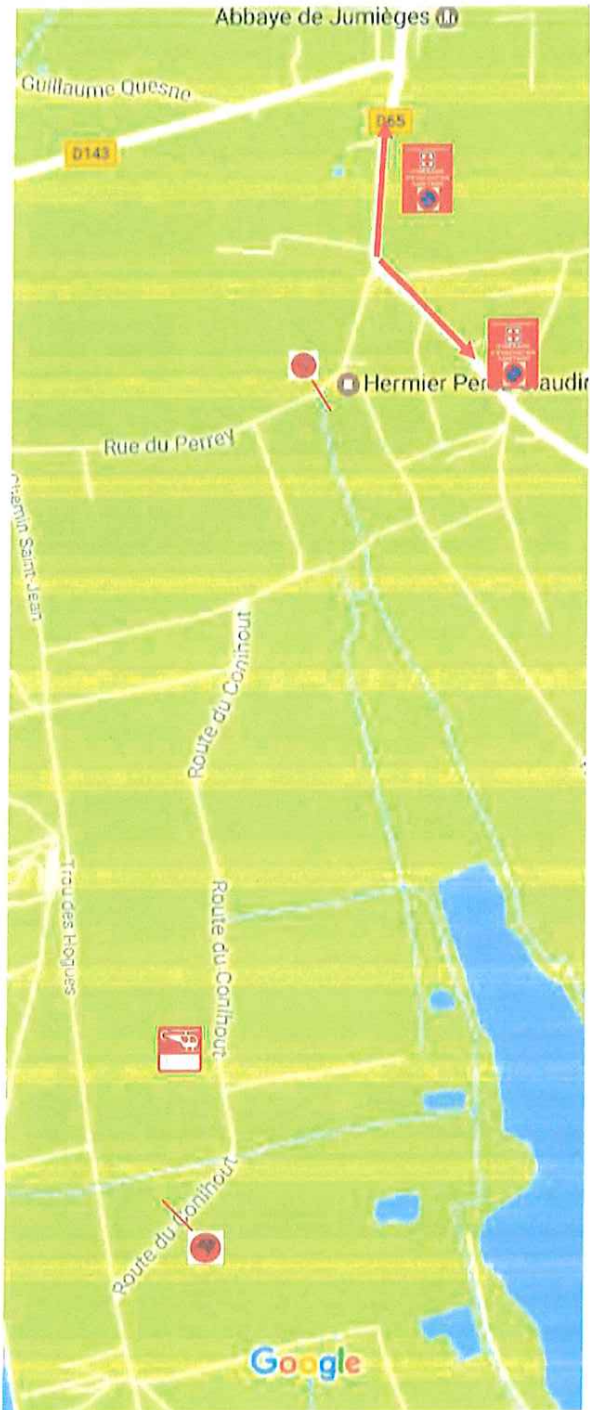 Abbaye de Jumièges
Guillaume Quesne
D65
D143
Hermier
Rue du Perrey
Chemin Saint-Jean
Route du Conihout
Trou des Hogues
Route du Conihout
Route du Conihout
Google